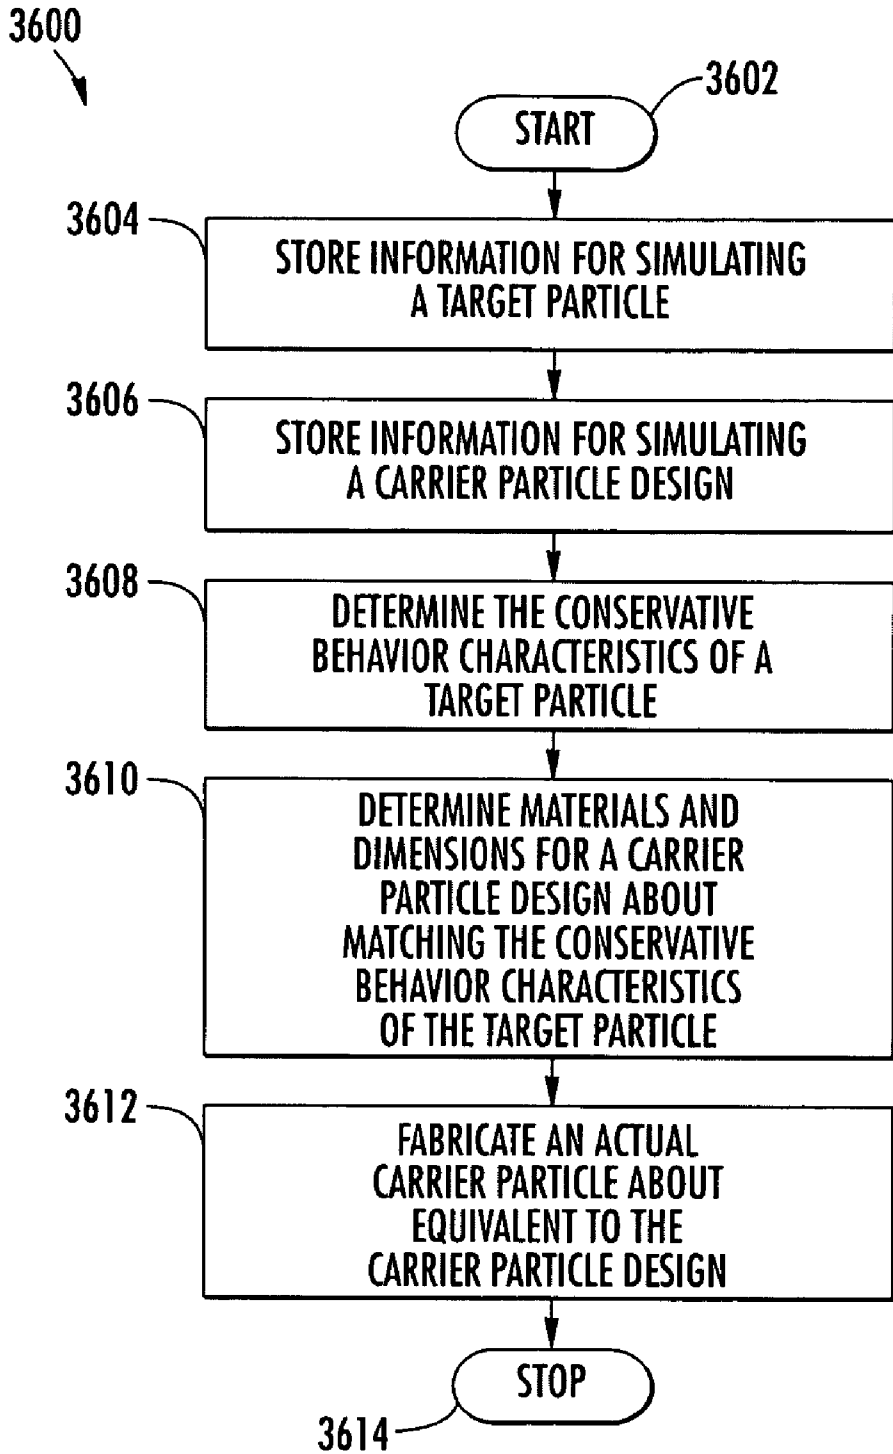 3600
3602
START
3604
STORE INFORMATION FOR SIMULATING
A TARGET PARTICLE
3606
STORE INFORMATION FOR SIMULATING
A CARRIER PARTICLE DESIGN
3608
DETERMINE THE CONSERVATIVE
BEHAVIOR CHARACTERISTICS OF A
TARGET PARTICLE
3610
DETERMINE MATERIALS AND
DIMENSIONS FOR A CARRIER
PARTICLE DESIGN ABOUT
MATCHING THE CONSERVATIVE
BEHAVIOR CHARACTERISTICS
OF THE TARGET PARTICLE
3612
FABRICATE AN ACTUAL
CARRIER PARTICLE ABOUT
EQUIVALENT TO THE
CARRIER PARTICLE DESIGN
STOP
3614